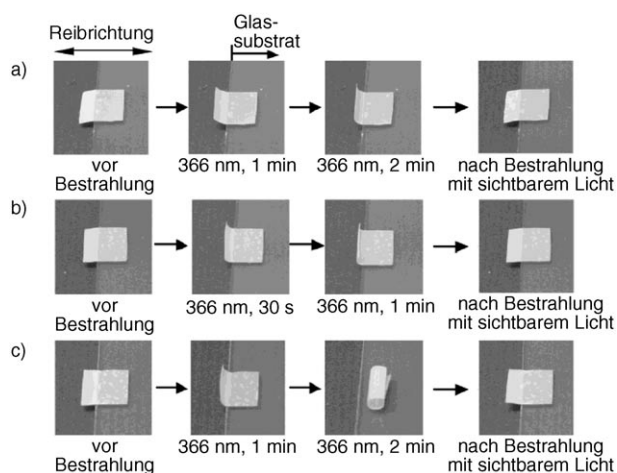 Reibrichtung
Glas-
substrat
a)
vor
Bestrahlung
366 nm, 1 min
366 nm, 2 min
nach Bestrahlung
mit sichtbarem Licht
b)
vor
Bestrahlung
366 nm, 30 s
366 nm, 1 min
nach Bestrahlung
mit sichtbarem Licht
c)
vor
Bestrahlung
366 nm, 1 min
366 nm, 2 min
nach Bestrahlung
mit sichtbarem Licht